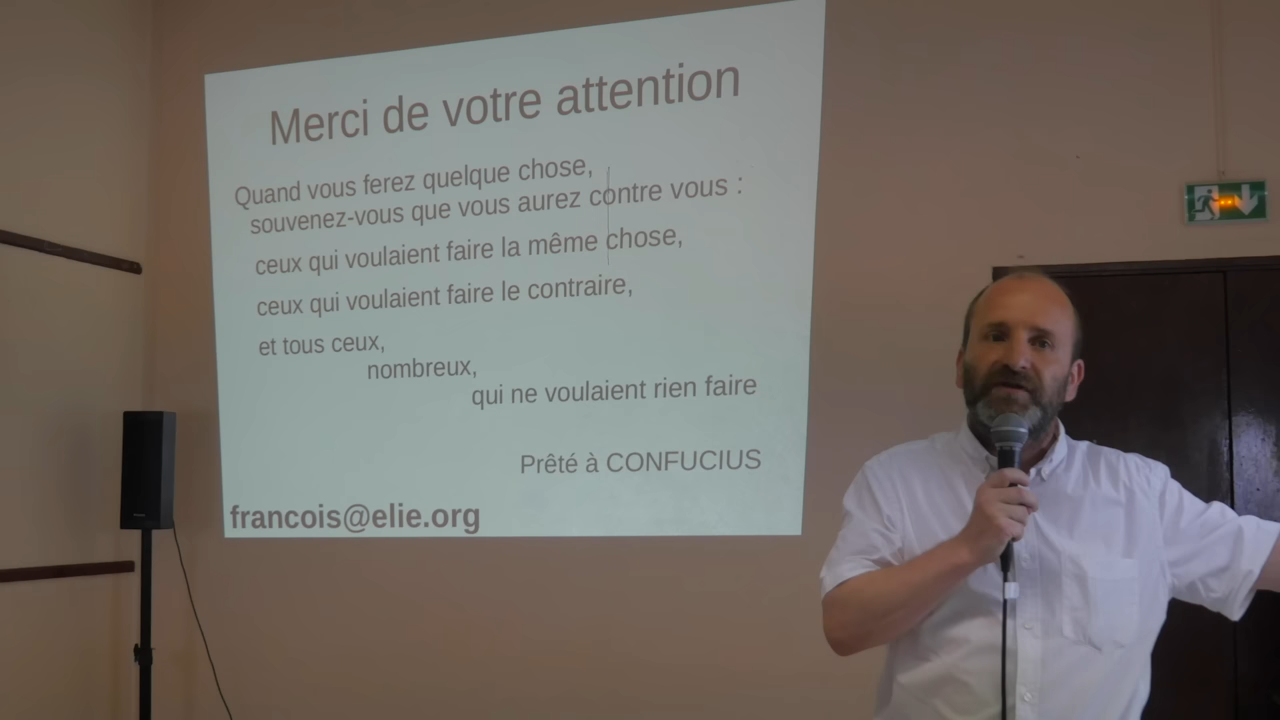 Merci de votre attention
Quand vous ferez quelque chose,
souvenez-vous que vous aurez contre vous :
ceux qui voulaient faire la même chose,
ceux qui voulaient faire le contraire,
et tous ceux,
nombreux,
qui ne voulaient rien faire
Prêté à CONFUCIUS
francois@elie.org